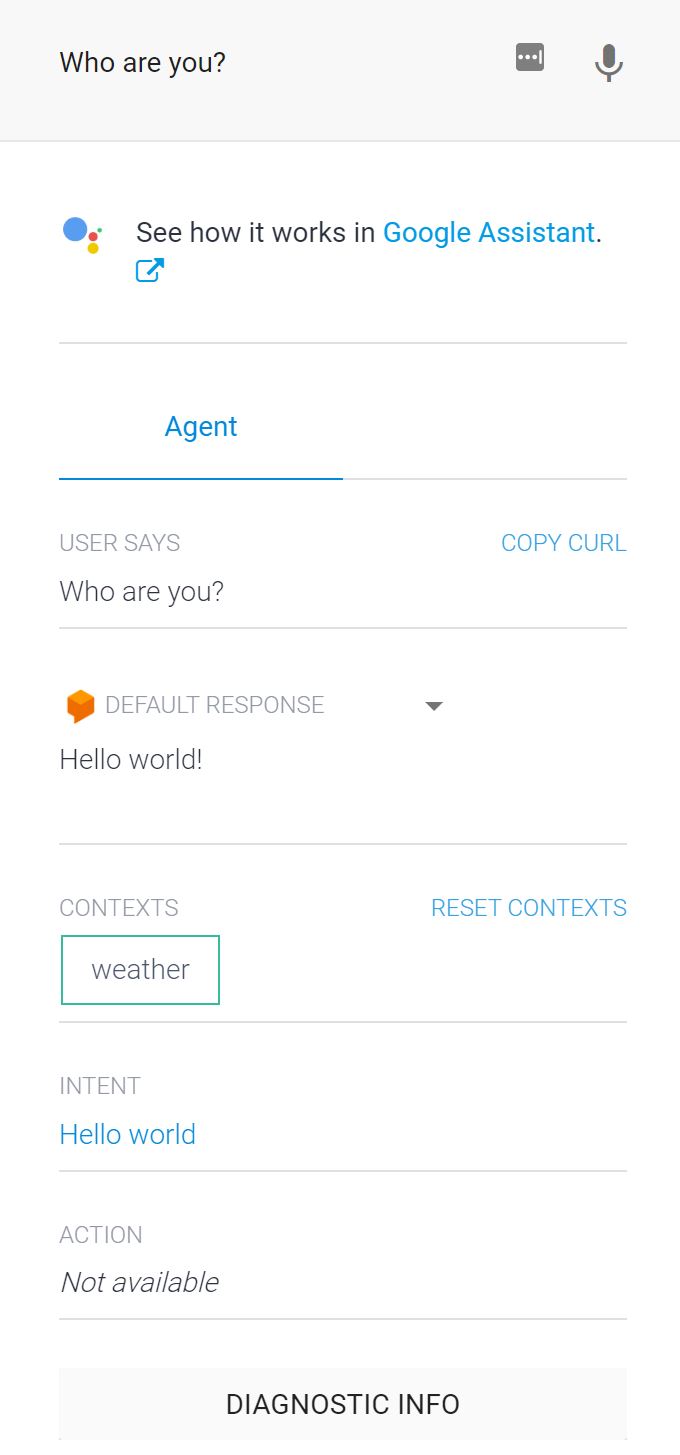 Who are you?
See how it works in Google Assistant.
Agent
USER SAYS COPY CURL
Who are you?
DEFAULT RESPONSE
Hello world!
CONTEXTS RESET CONTEXTS
weather
INTENT
Hello world
ACTION
Not available
DIAGNOSTIC INFO